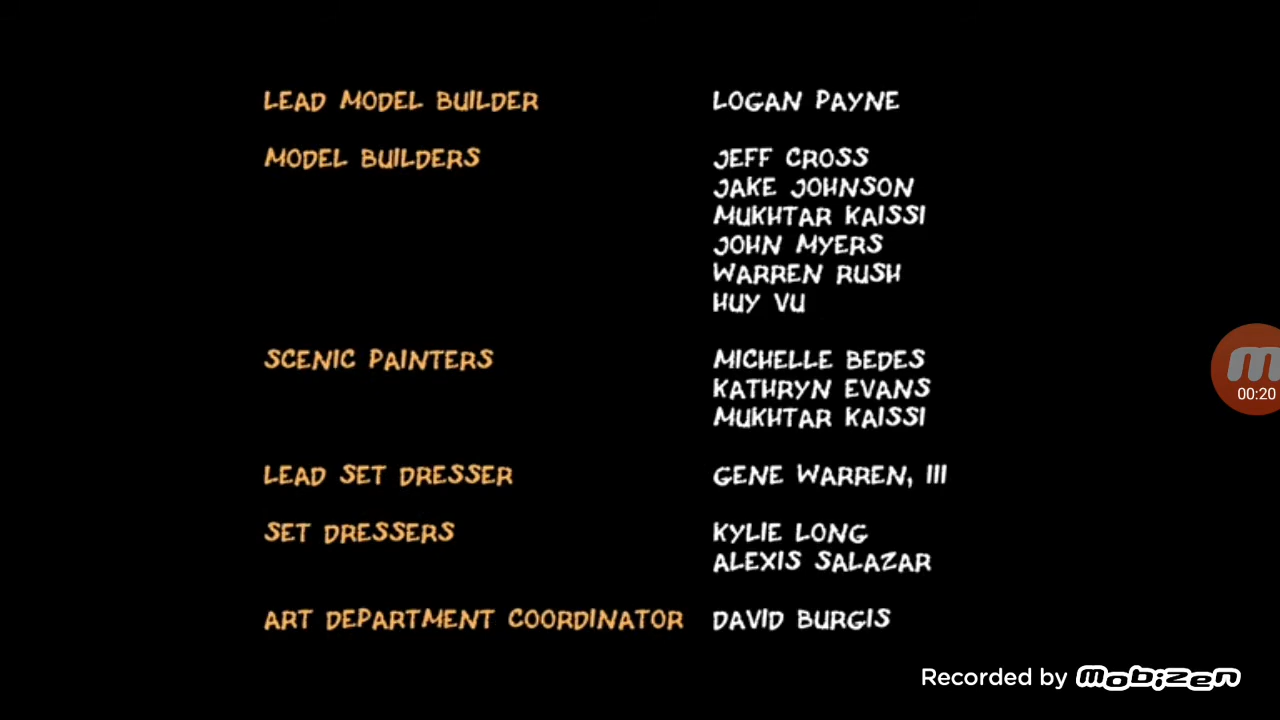 LEAD MODEL BUILDER LOGAN PAYNE
MODEL BUILDERS JEFF CROSS
JAKE JOHNSON
MUKHTAR KAISSI
JOHN MYERS
WARREN RUSH
HUY VU
SCENIC PAINTERS MICHELLE BEDES
KATHRYN EVANS
MUKHTAR KAISSI
LEAD SET DRESSER GENE WARREN, III
SET DRESSERS KYLIE LONG
ALEXIS SALAZAR
ART DEPARTMENT COORDINATOR DAVID BURGIS
m
00:20
Recorded by mobizen